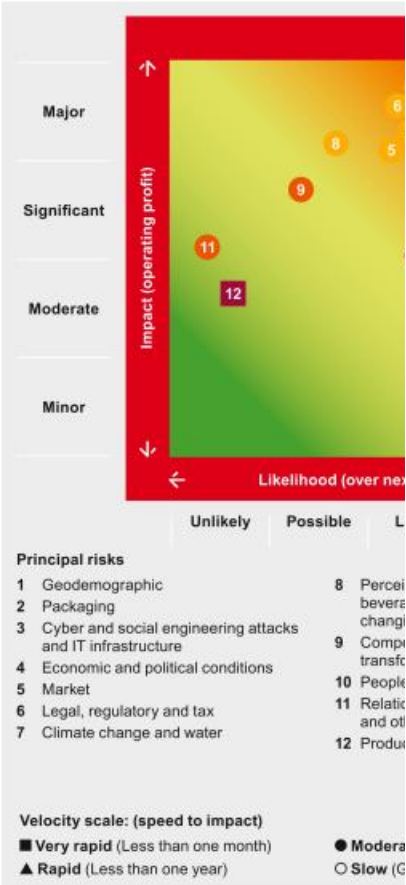 Major
Significant
Moderate
Minor
Impact (operating profit)
6
8
5
9
11
12
Likelihood (over
Unlikely
Possible
Principal risks
1 Geodemographic
2 Packaging
3 Cyber and social engineering attacks
and IT infrastructure
4 Economic and political conditions
5 Market
6 Legal, regulatory and tax
7 Climate change and water
8
9
10
11
and
12
Velocity scale: (speed to impact)
■ Very rapid (Less than one month)
▲ Rapid (Less than one year)
●
○ Slow